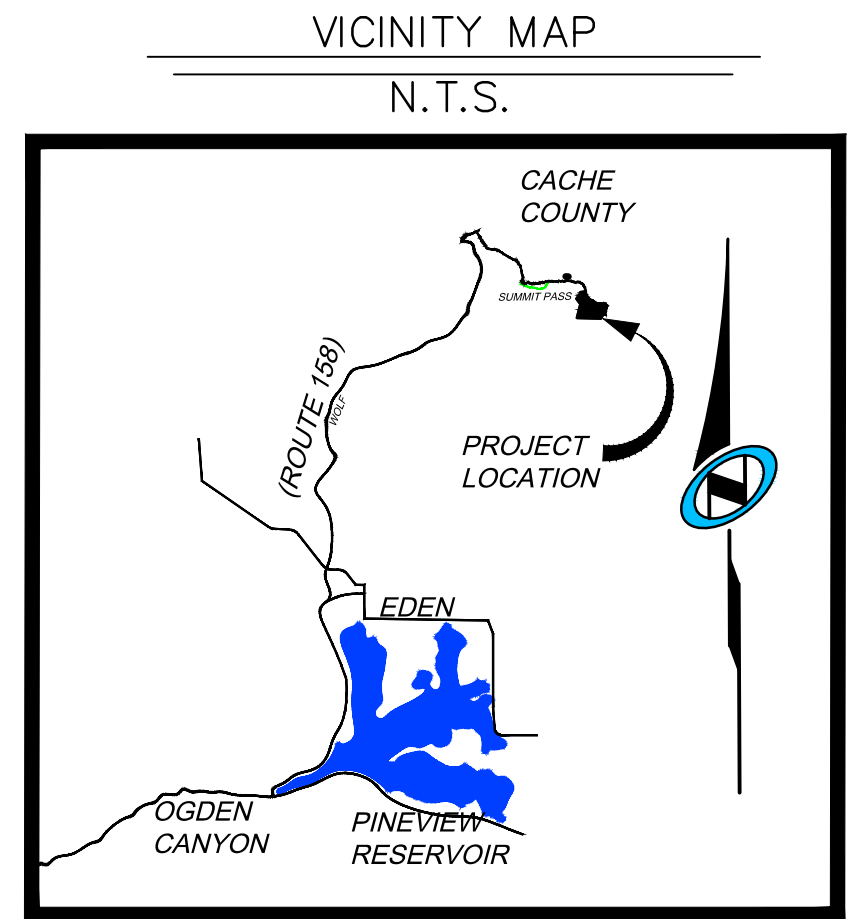 VICINITY MAP
N.T.S.
CACHE
COUNTY
SUMMIT PASS
(ROUTE 158)
WOLF
PROJECT
LOCATION
N
EDEN
OGDEN
CANYON
PINEVIEW
RESERVOIR